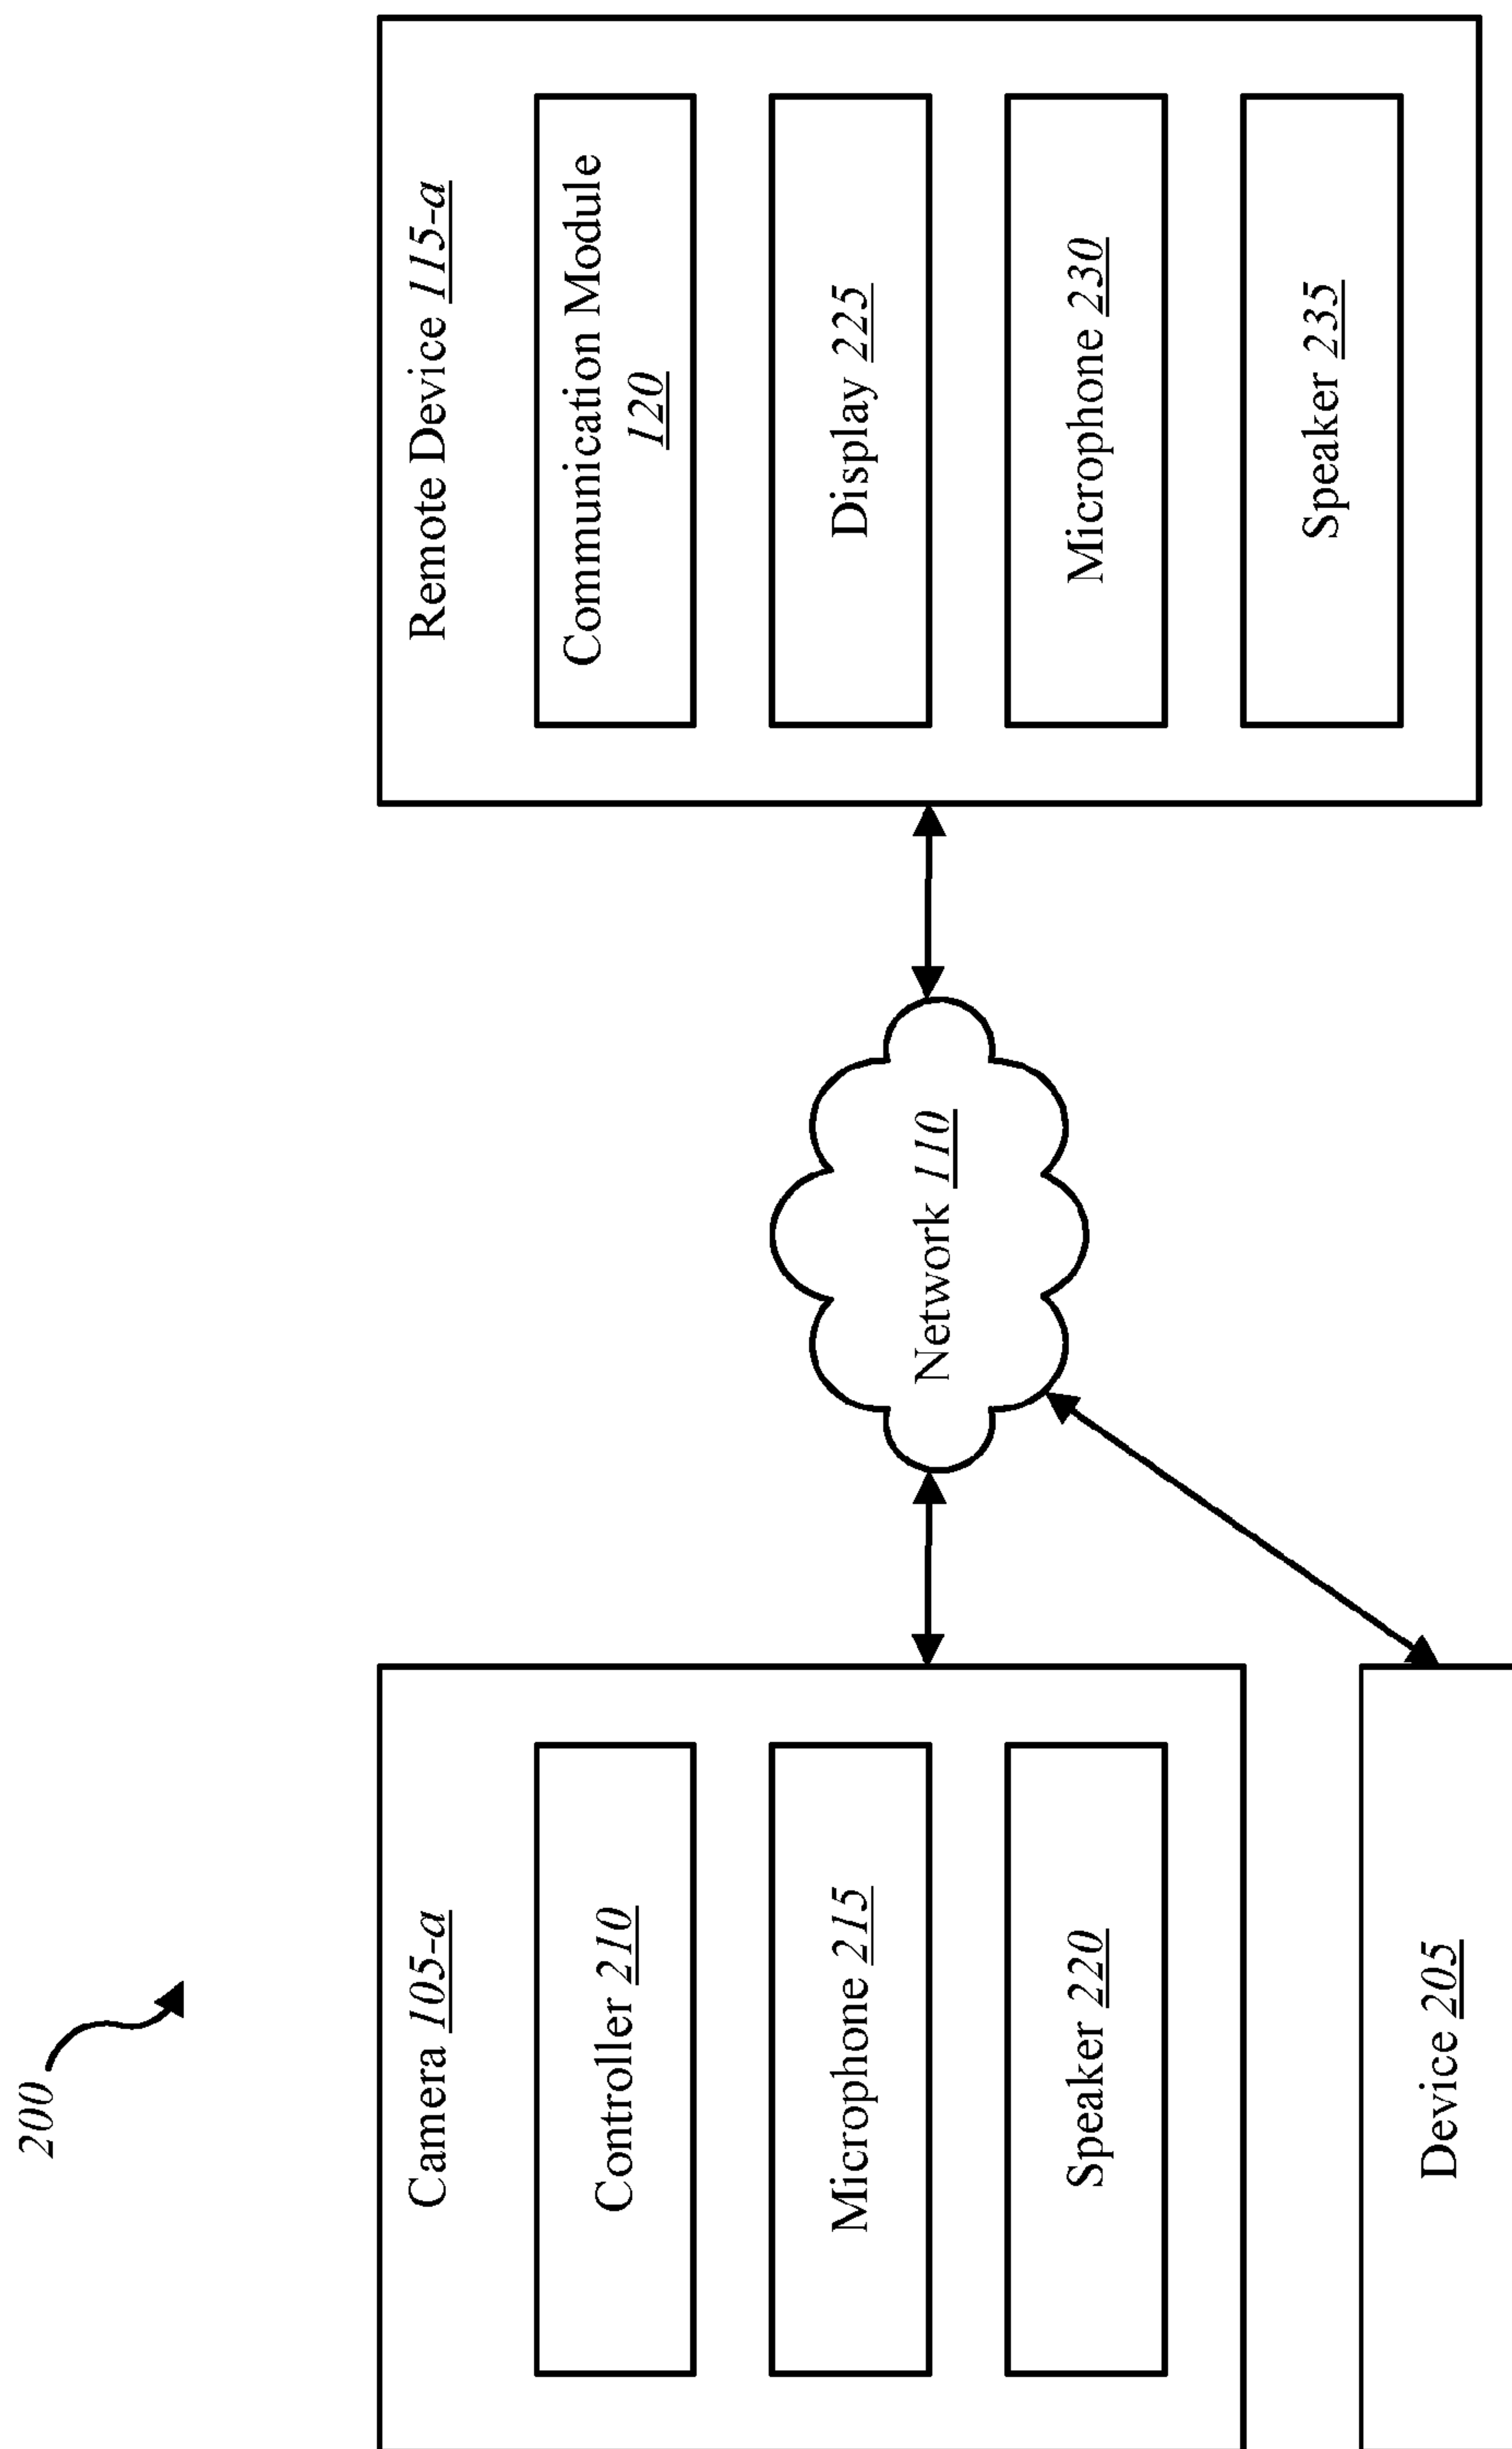 200
Camera 105-a
Controller 210
Microphone 215
Speaker 220
Device 205
Network 110
Remote Device 115-a
Communication Module
120
Display 225
Microphone 230
Speaker 235